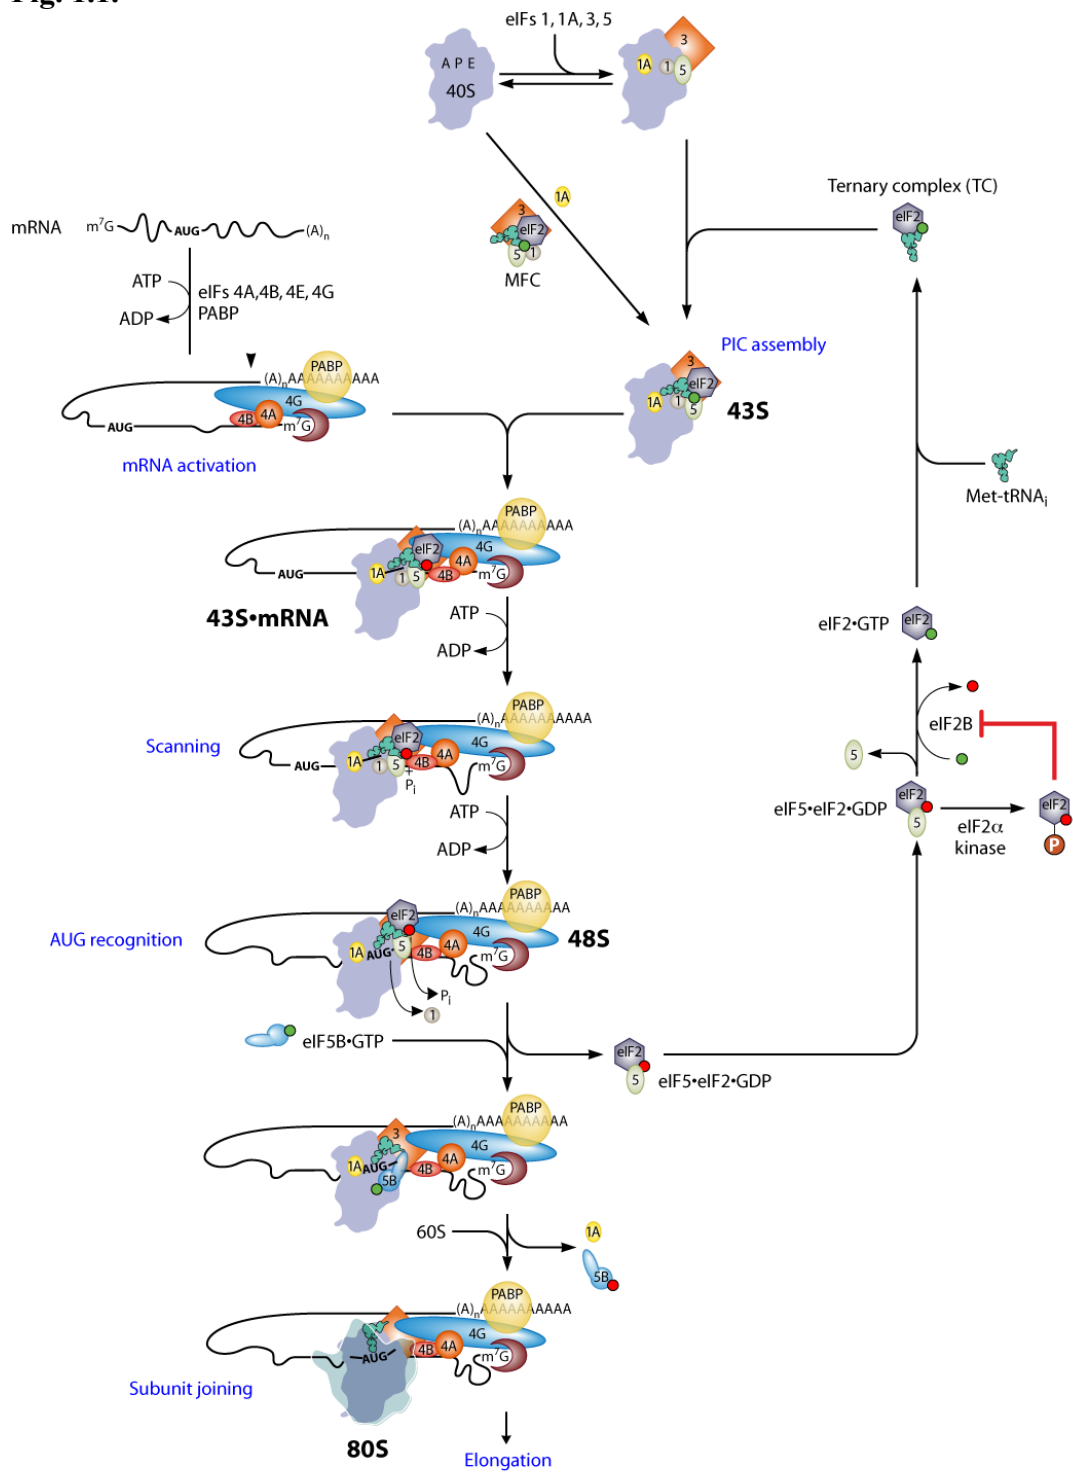 Fig. 1.1.
eIFs 1, 1A, 3, 5
A P E
40S
3
1A
1
5
Ternary complex (TC)
eIF2
mRNA
m⁷G
AUG
(A)n
1A
3
eIF2
5
1
MFC
ATP
ADP
eIFs 4A, 4B, 4E, 4G
PABP
PIC assembly
3
eIF2
1A
1
5
43S
PABP
(A)nAAAAAAAAAA
4G
4B
4A
m⁷G
AUG
mRNA activation
Met-tRNAi
PABP
(A)nAAAAAAAAAA
4G
eIF2
4A
1A
1
5
4B
m⁷G
AUG
43S•mRNA
ATP
ADP
eIF2•GTP
eIF2
eIF2B
PABP
(A)nAAAAAAAAAA
Scanning
eIF2
4G
4A
1A
1
5
4B
m⁷G
AUG
+
Pi
5
eIF5•eIF2•GDP
eIF2
5
eIF2α
kinase
eIF2
P
ATP
ADP
PABP
(A)nAAAAAAAAAA
AUG recognition
eIF2
4G
48S
1A
AUG
5
4B
4A
m⁷G
Pi
1
eIF5B•GTP
eIF2
5
eIF5•eIF2•GDP
PABP
(A)nAAAAAAAAAA
3
4G
1A
AUG
5B
4B
4A
m⁷G
60S
1A
5B
PABP
(A)nAAAAAAAAAA
4G
AUG
4B
4A
m⁷G
Subunit joining
80S
Elongation